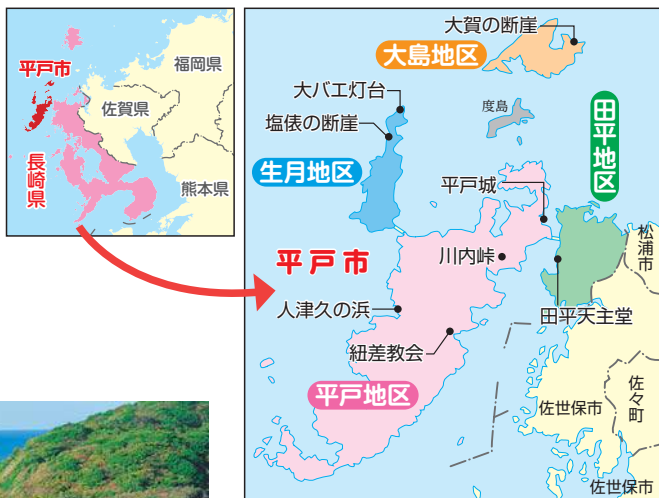 平戸市
福岡県
佐賀県
長崎県
熊本県
大賀の断崖
大島地区
大バエ灯台
度島
塩俵の断崖
田平地区
生月地区
平戸城
松浦市
平戸市
川内峠
人津久の浜
田平天主堂
紐差教会
平戸地区
佐々町
佐世保市
佐世保市